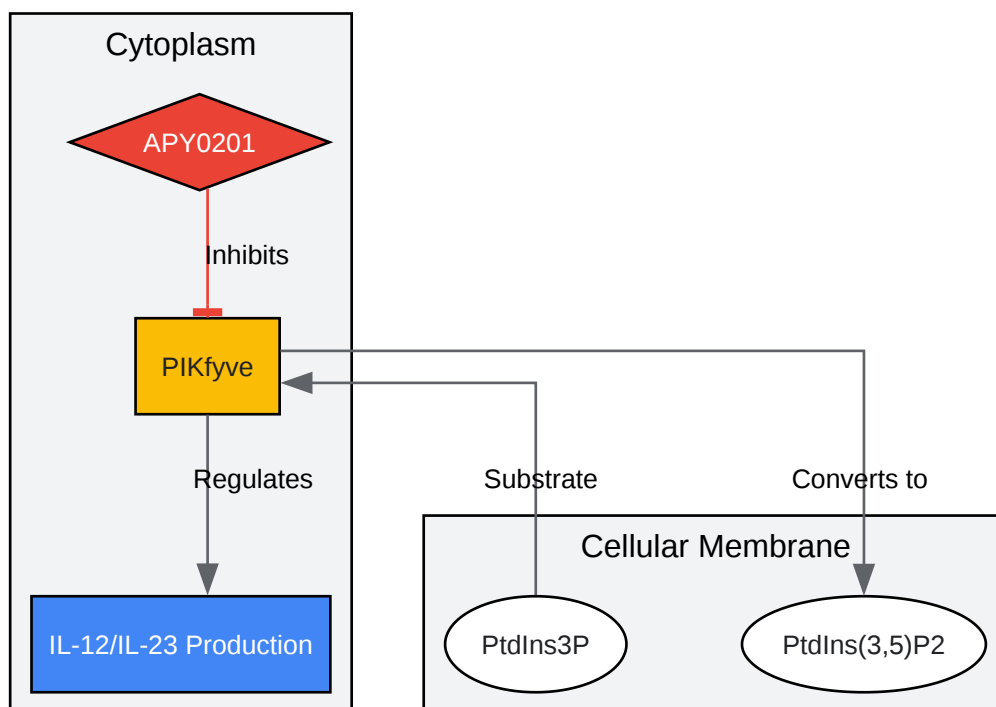 Cytoplasm
APY0201
Inhibits
PIKfyve
Regulates
Substrate
Converts to
Cellular Membrane
IL-12/IL-23 Production
PtdIns3P
PtdIns(3,5)P2